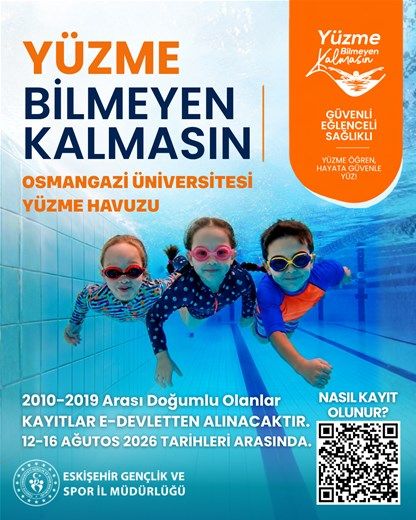 YÜZME
BİLMEYEN
KALMASIN
OSMANGAZİ ÜNİVERSİTESİ
YÜZME HAVUZU
Yüzme
Bilmeyen
Kalmasın
GÜVENLİ
EĞLENCELİ
SAĞLIKLI
YÜZME ÖĞREN,
HAYATA GÜVENLE
YÜZ!
2010-2019 Arası Doğumlu Olanlar
KAYITLAR E-DEVLETTEN ALINACAKTIR.
12-16 AĞUTOS 2026 TARİHLERİ ARASINDA.
NASIL KAYIT
OLUNUR?
ESKİŞEHİR GENÇLİK VE
SPOR İL MÜDÜRLÜĞÜ